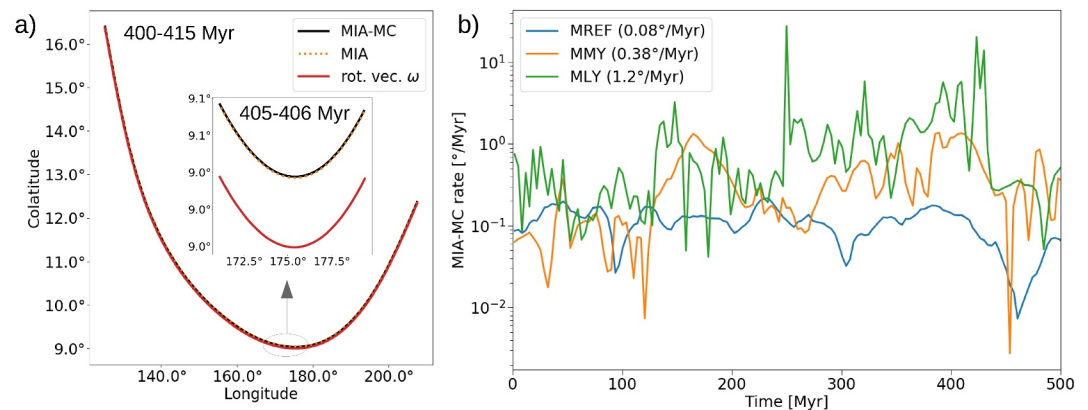 a)
400-415 Myr
MIA-MC
MIA
rot. vec. ω
16.0°
15.0°
14.0°
13.0°
12.0°
11.0°
10.0°
9.0°
Colatitude
405-406 Myr
9.1°
9.1°
9.0°
9.0°
9.0°
172.5° 175.0° 177.5°
140.0° 160.0° 180.0° 200.0°
Longitude
b)
MREF (0.08°/Myr)
MMY (0.38°/Myr)
MLY (1.2°/Myr)
10¹
10⁰
10⁻¹
10⁻²
MIA-MC rate [°/Myr]
0 100 200 300 400 500
Time [Myr]